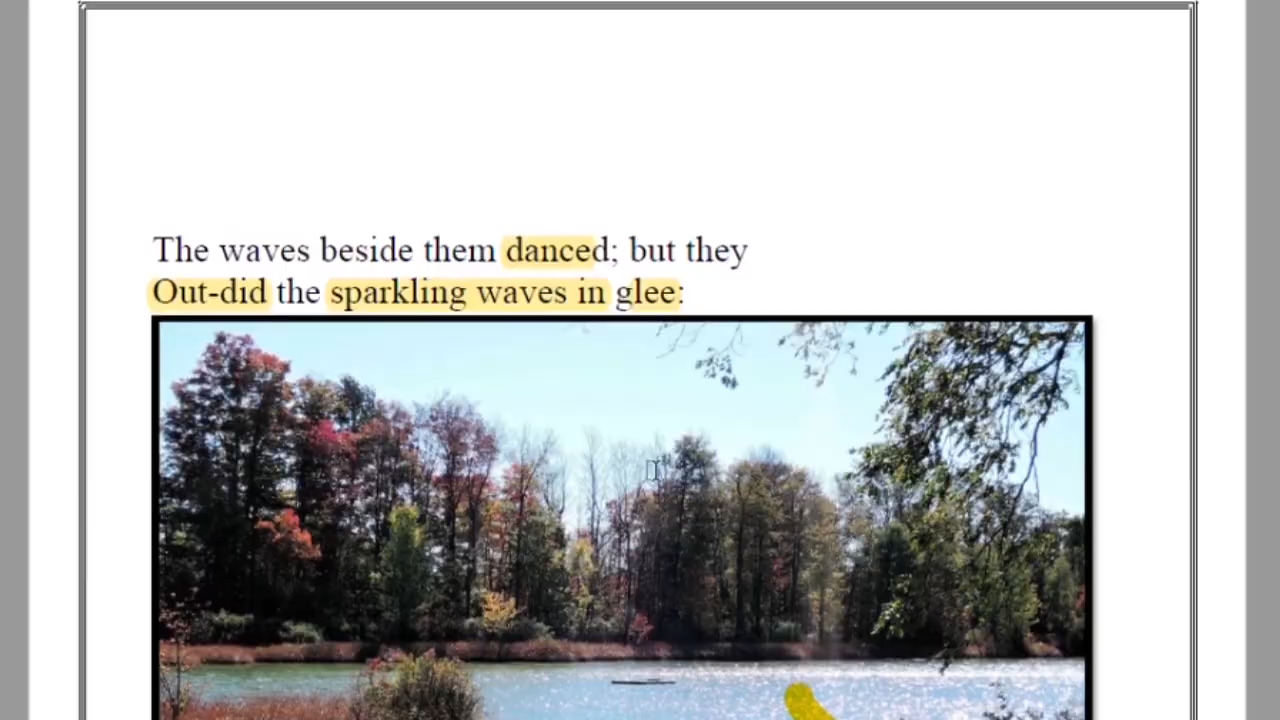 The waves beside them danced; but they
Out-did the sparkling waves in glee: